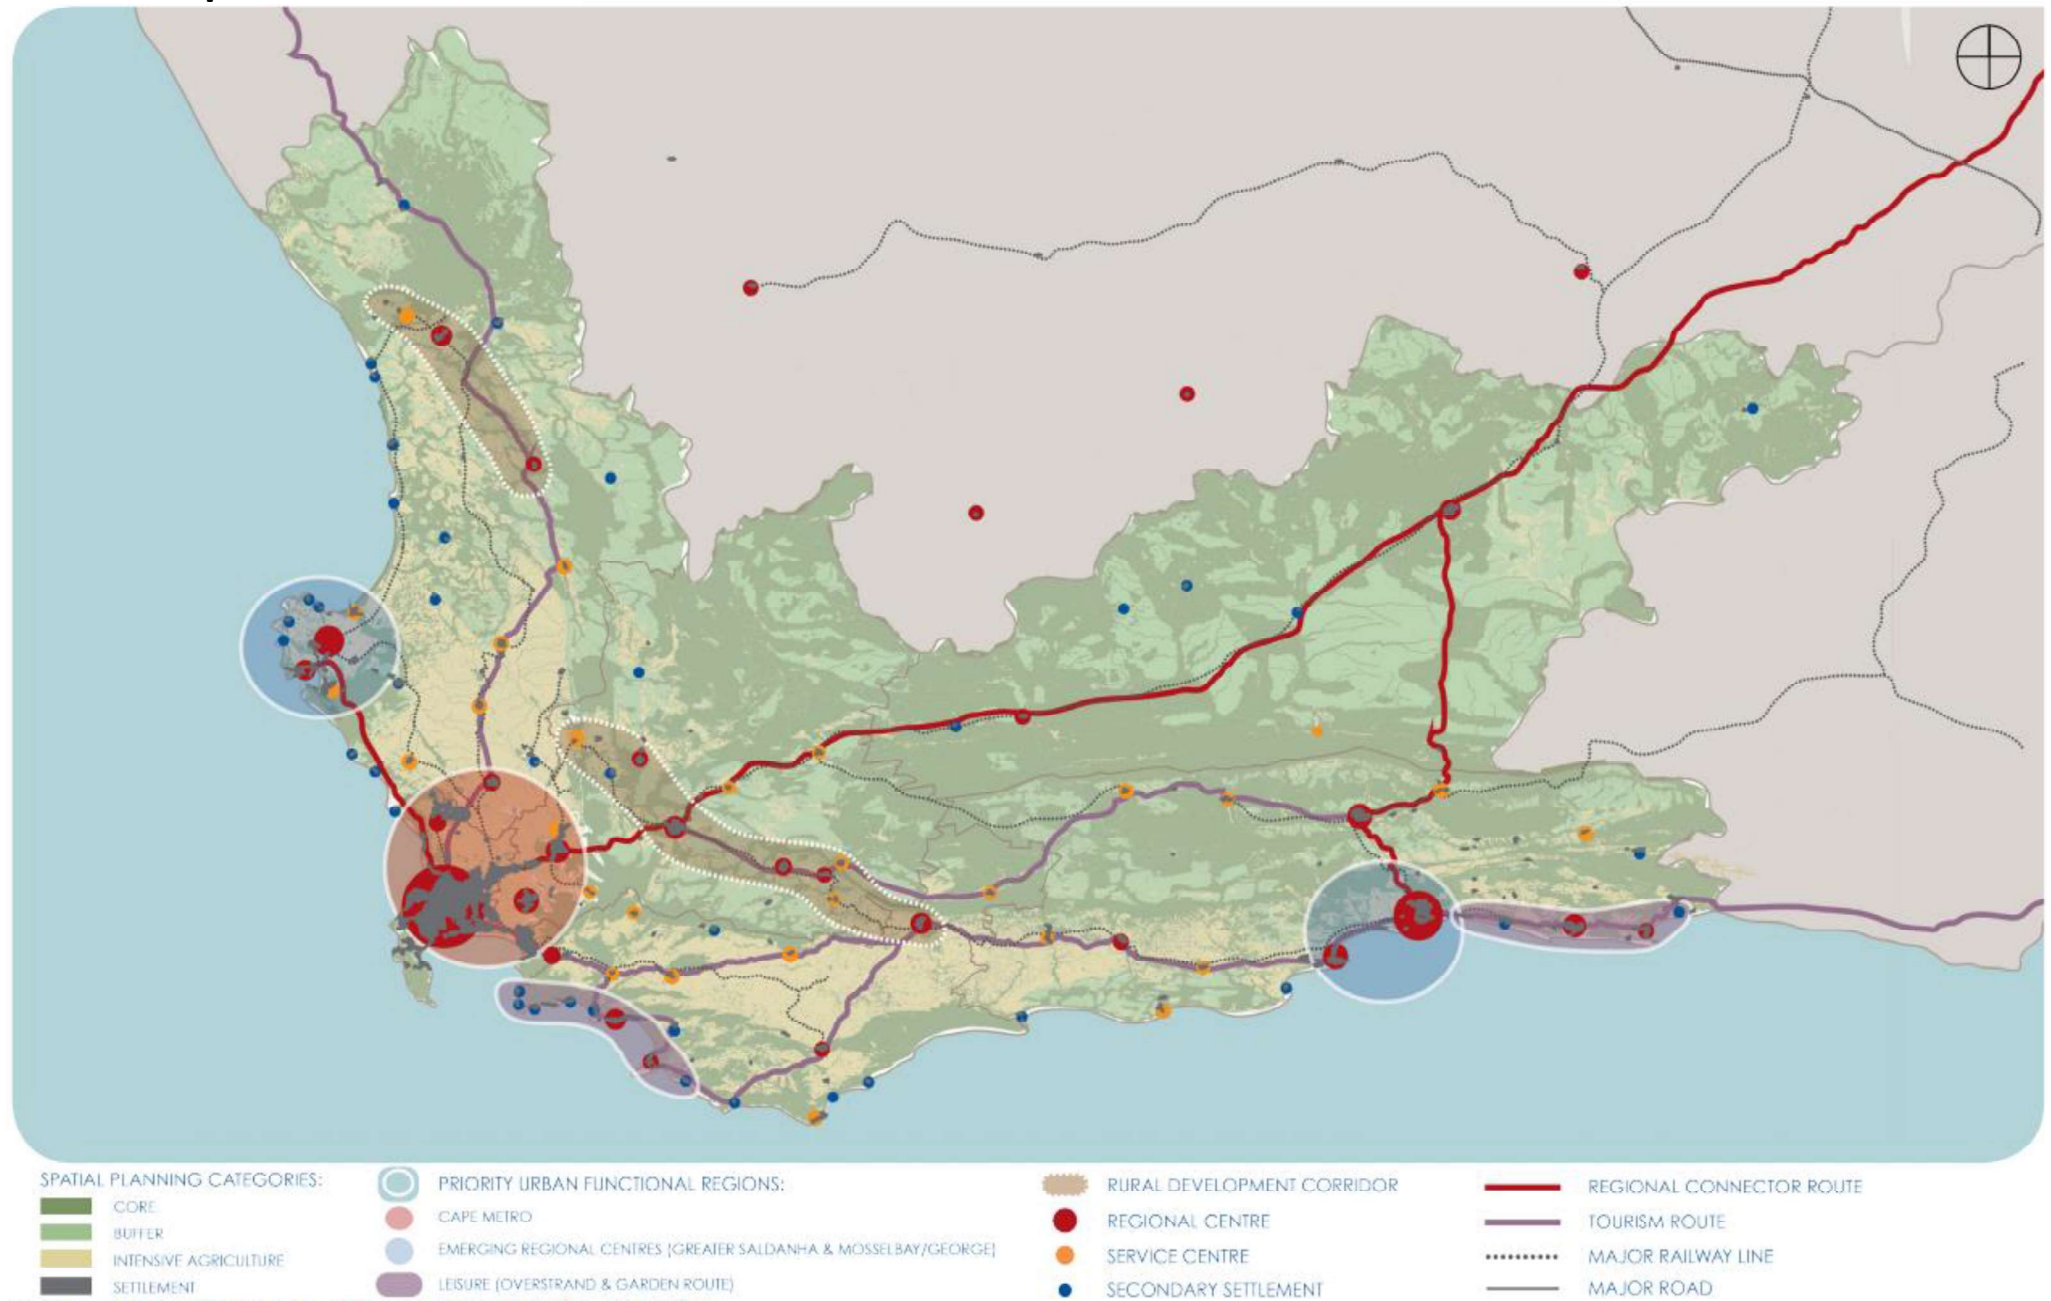 SPATIAL PLANNING CATEGORIES:
CORE
BUFFER
INTENSIVE AGRICULTURE
SETTLEMENT
PRIORITY URBAN FUNCTIONAL REGIONS:
CAPE METRO
EMERGING REGIONAL CENTRES (GREATER SALDANHA & MOSSELBAY/GEORGE)
LEISURE (OVERSTRAND & GARDEN ROUTE)
RURAL DEVELOPMENT CORRIDOR
REGIONAL CENTRE
SERVICE CENTRE
SECONDARY SETTLEMENT
REGIONAL CONNECTOR ROUTE
TOURISM ROUTE
MAJOR RAILWAY LINE
MAJOR ROAD